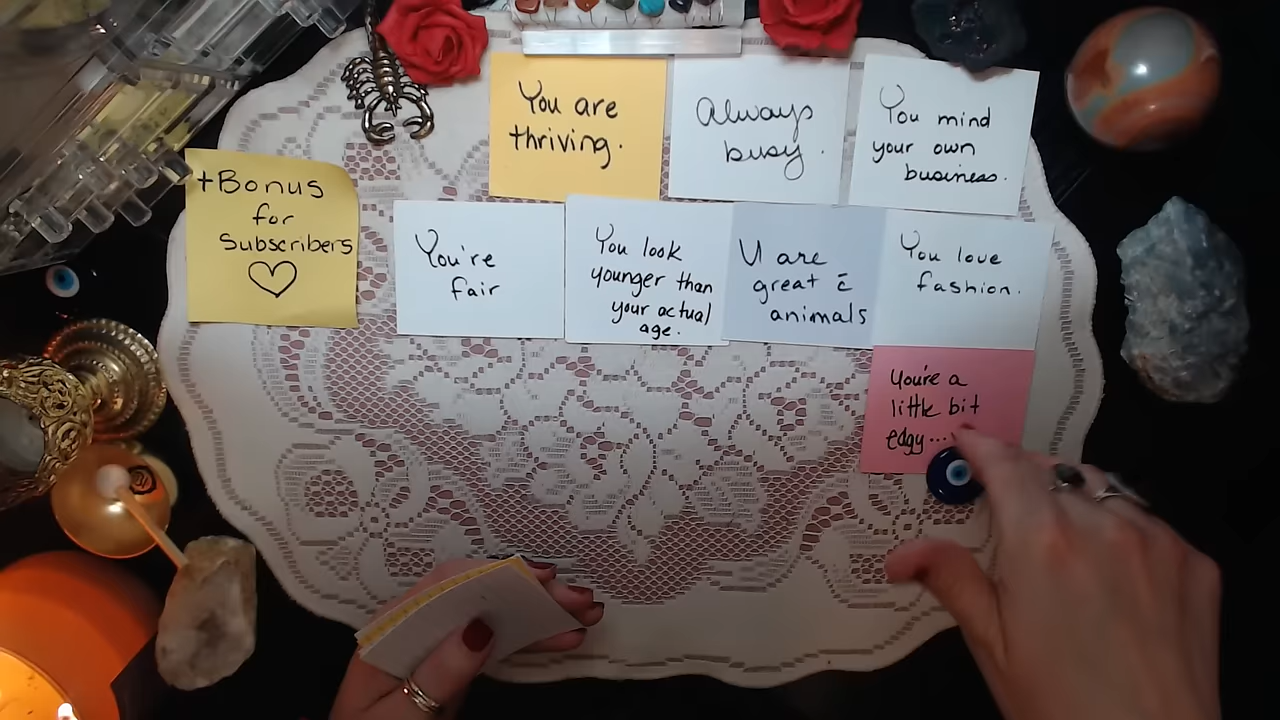 You are
thriving.
Always
busy.
You mind
your own
business.
+Bonus
for
Subscribers
You're
fair
You look
younger than
your actual
age.
U are
great c̄
animals
You love
fashion.
You're a
little bit
edgy...